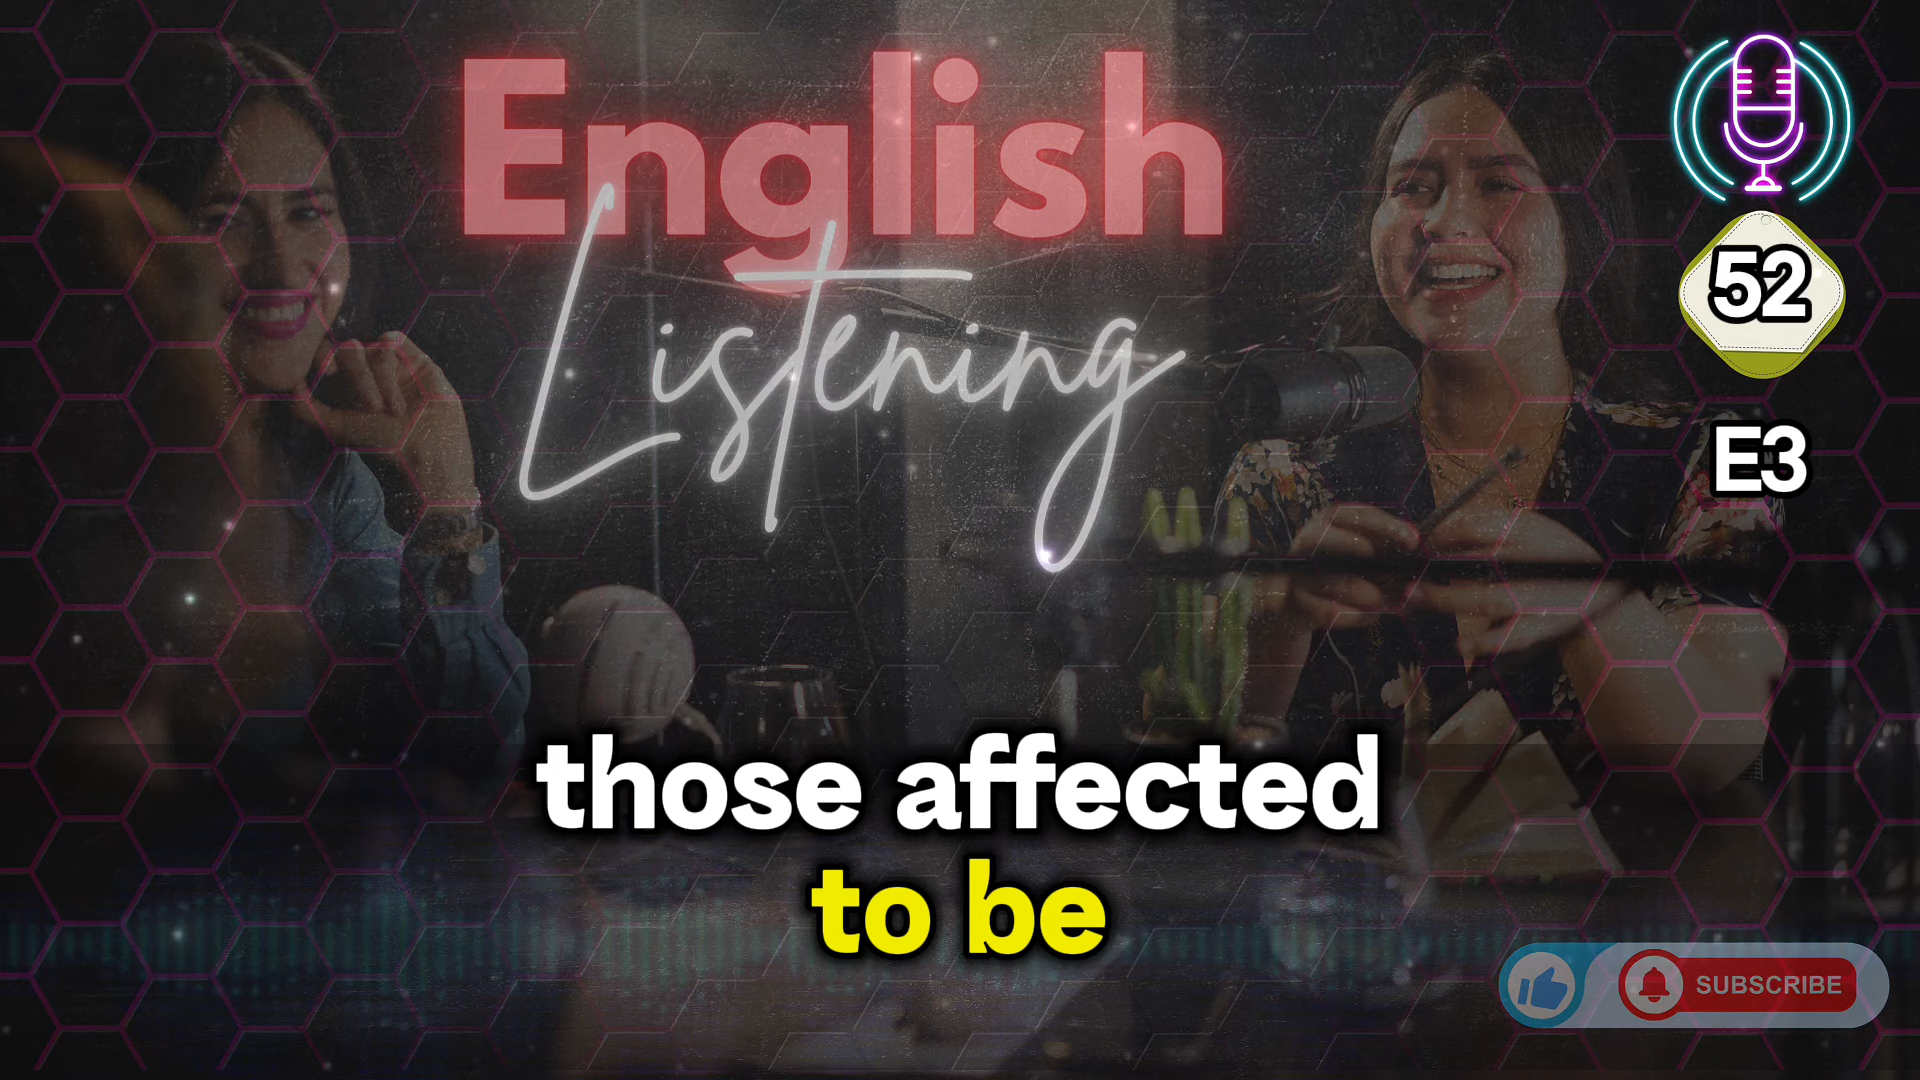 English
Listening
52
E3
those affected
to be
SUBSCRIBE